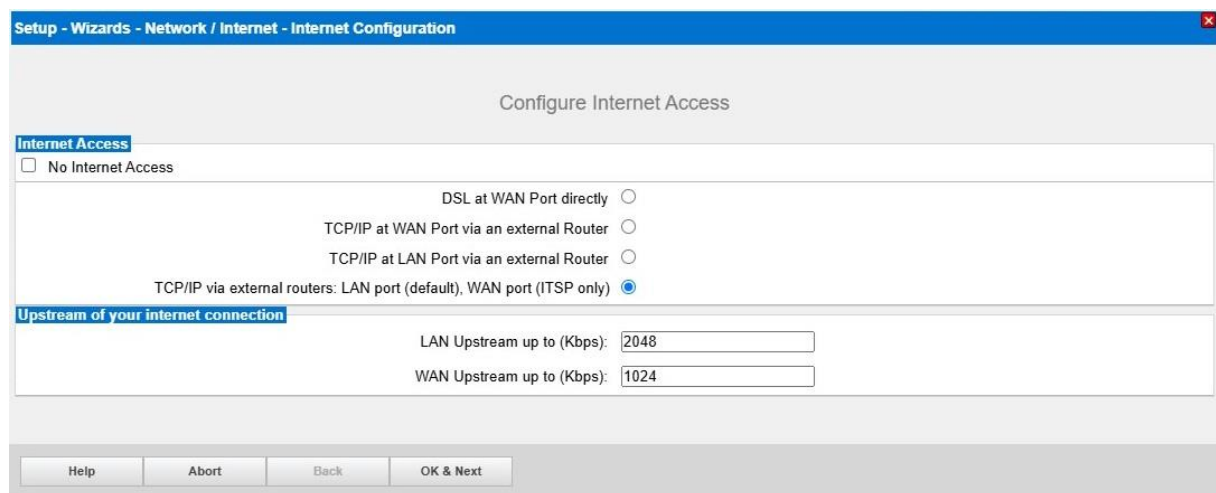 Setup - Wizards - Network / Internet - Internet Configuration
Configure Internet Access
Internet Access
No Internet Access
DSL at WAN Port directly
TCP/IP at WAN Port via an external Router
TCP/IP at LAN Port via an external Router
TCP/IP via external routers: LAN port (default), WAN port (ITSP only)
Upstream of your internet connection
LAN Upstream up to (Kbps): 2048
WAN Upstream up to (Kbps): 1024
Help Abort Back OK & Next